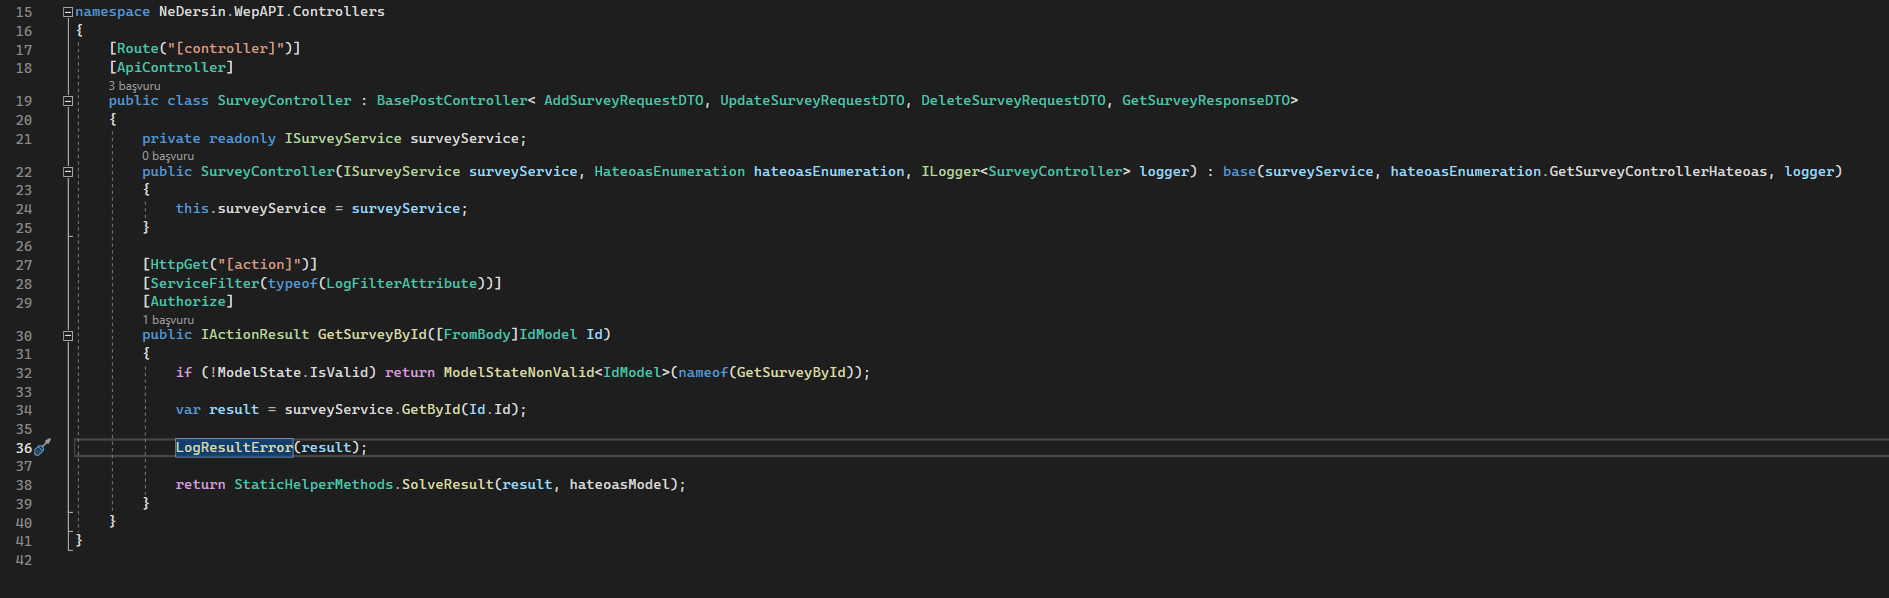 15 namespace NeDersin.WepAPI.Controllers
16 {
17 [Route("[controller]")]
18 [ApiController]
3 başvuru
19 public class SurveyController : BasePostController< AddSurveyRequestDTO, UpdateSurveyRequestDTO, DeleteSurveyRequestDTO, GetSurveyResponseDTO>
20 {
21 private readonly ISurveyService surveyService;
0 başvuru
22 public SurveyController(ISurveyService surveyService, HateoasEnumeration hateoasEnumeration, ILogger<SurveyController> logger) : base(surveyService, hateoasEnumeration.GetSurveyControllerHateoas, logger)
23 {
24 this.surveyService = surveyService;
25 }
26
27 [HttpGet("[action]")]
28 [ServiceFilter(typeof(LogFilterAttribute))]
29 [Authorize]
1 başvuru
30 public IActionResult GetSurveyById([FromBody]IdModel Id)
31 {
32 if (!ModelState.IsValid) return ModelStateNonValid<IdModel>(nameof(GetSurveyById));
33
34 var result = surveyService.GetById(Id.Id);
35
36 LogResultError(result);
37
38 return StaticHelperMethods.SolveResult(result, hateoasModel);
39 }
40 }
41 }
42